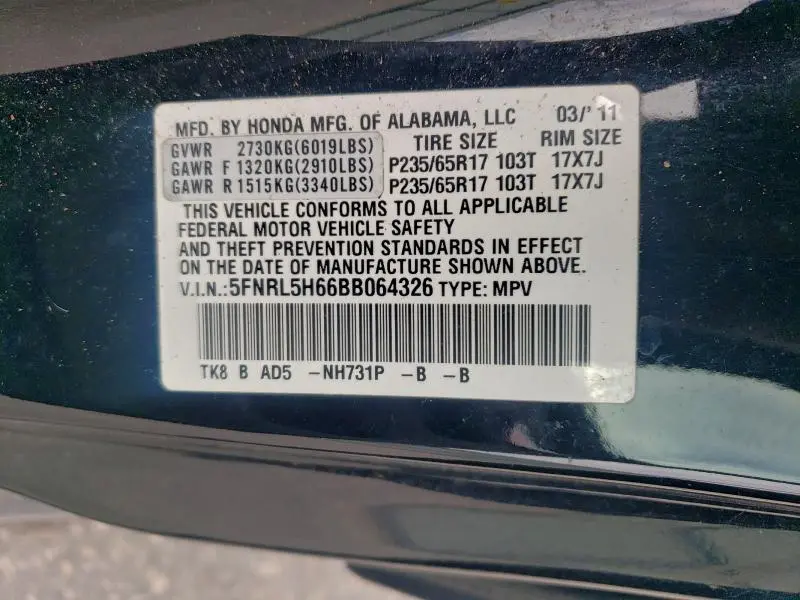 MFD. BY HONDA MFG. OF ALABAMA, LLC 03/'11
GVWR 2730KG(6019LBS) TIRE SIZE RIM SIZE
GAWR F 1320KG(2910LBS) P235/65R17 103T 17X7J
GAWR R 1515KG(3340LBS) P235/65R17 103T 17X7J
THIS VEHICLE CONFORMS TO ALL APPLICABLE
FEDERAL MOTOR VEHICLE SAFETY
AND THEFT PREVENTION STANDARDS IN EFFECT
ON THE DATE OF MANUFACTURE SHOWN ABOVE.
V.I.N.:5FNRL5H66BB064326 TYPE: MPV
TK8 B AD5 -NH731P -B -B